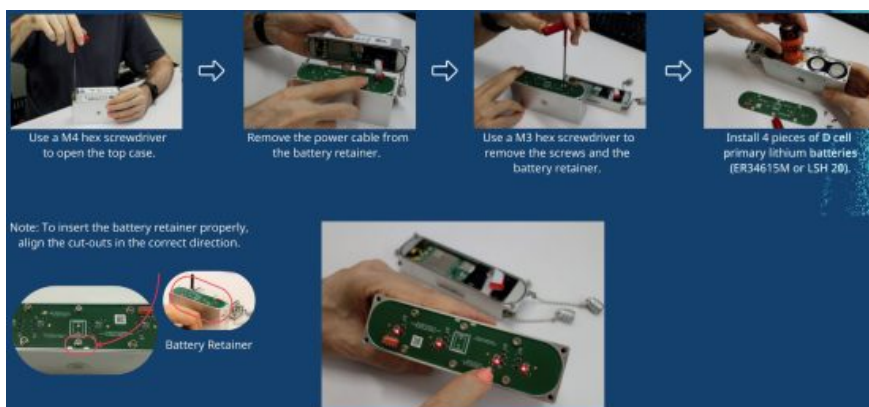 Use a M4 hex screwdriver
to open the top case.
Remove the power cable from
the battery retainer.
Use a M3 hex screwdriver to
remove the screws and the
battery retainer.
Install 4 pieces of D cell
primary lithium batteries
(ER34615M or LSH 20).
Note: To insert the battery retainer properly,
align the cut-outs in the correct direction.
Battery Retainer